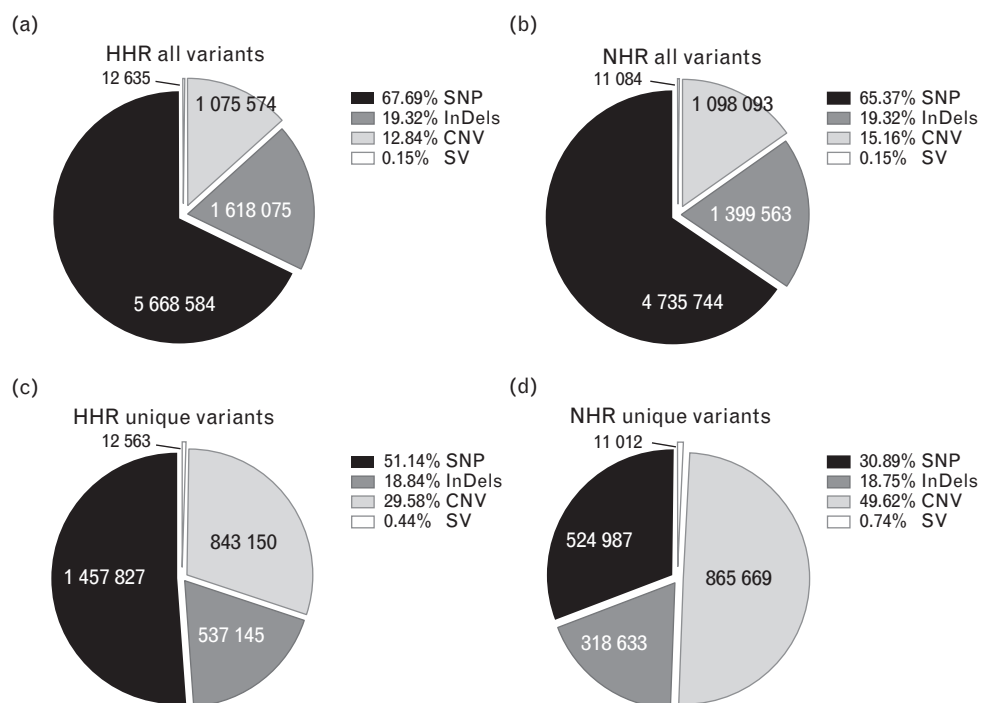 (a)
HHR all variants
12 635
1 075 574
1 618 075
5 668 584
67.69% SNP
19.32% InDels
12.84% CNV
0.15% SV
(b)
NHR all variants
11 084
1 098 093
1 399 563
4 735 744
65.37% SNP
19.32% InDels
15.16% CNV
0.15% SV
(c)
HHR unique variants
12 563
843 150
1 457 827
537 145
51.14% SNP
18.84% InDels
29.58% CNV
0.44% SV
(d)
NHR unique variants
11 012
524 987
865 669
318 633
30.89% SNP
18.75% InDels
49.62% CNV
0.74% SV